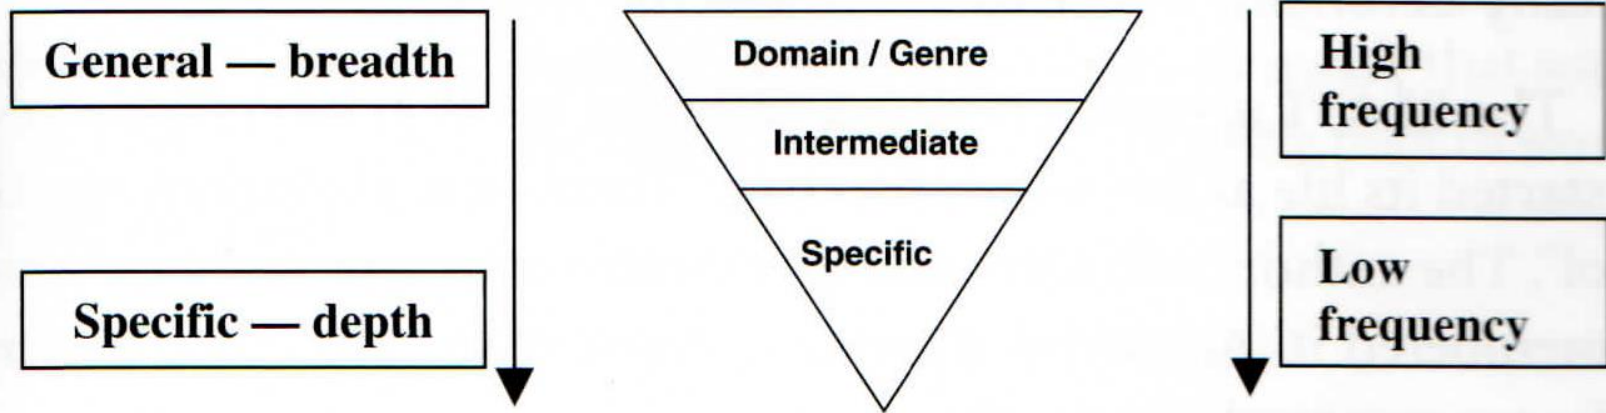 General — breadth
Domain / Genre
High
frequency
Intermediate
Specific
Low
frequency
Specific — depth